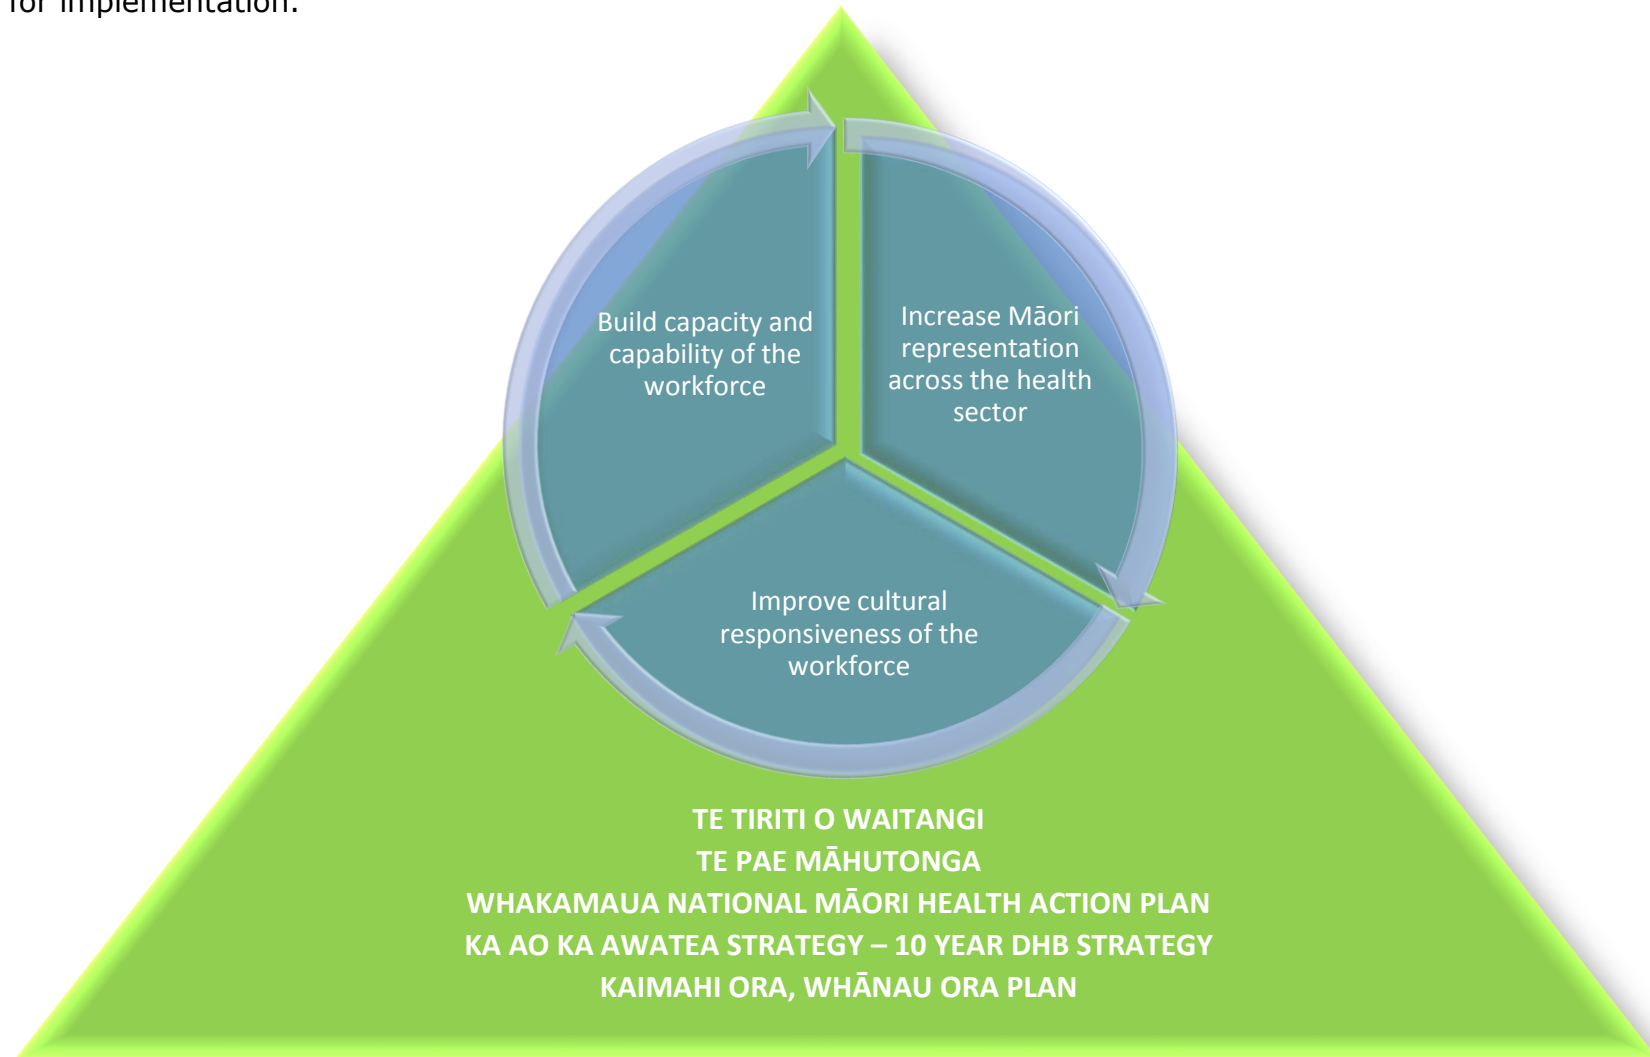 for implementation.
Build capacity and
capability of the
workforce
Increase Māori
representation
across the health
sector
Improve cultural
responsiveness of the
workforce
TE TIRITI O WAITANGI
TE PAE MĀHUTONGA
WHAKAMAUA NATIONAL MĀORI HEALTH ACTION PLAN
KA AO KA AWATEA STRATEGY – 10 YEAR DHB STRATEGY
KAIMAHI ORA, WHĀNAU ORA PLAN